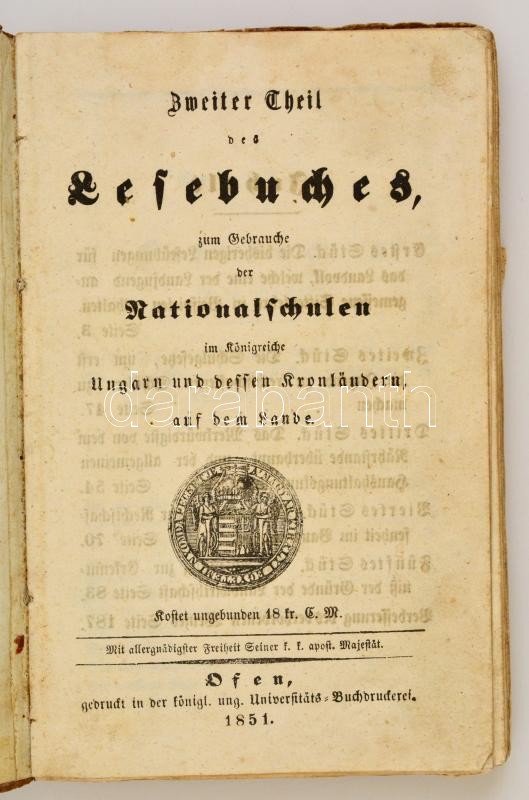 Zweiter Theil
des
Lesebuches,
zum Gebrauche
der
Nationalschulen
im Königreiche
Ungarn und dessen Kronländern,
auf dem Lande.
darabanth
Kostet ungebunden 18 kr. C. M.
Mit allergnädigster Freiheit Seiner k. k. apost. Majestät.
Ofen,
gedruckt in der königl. ung. Universitäts-Buchdruckerei.
1851.